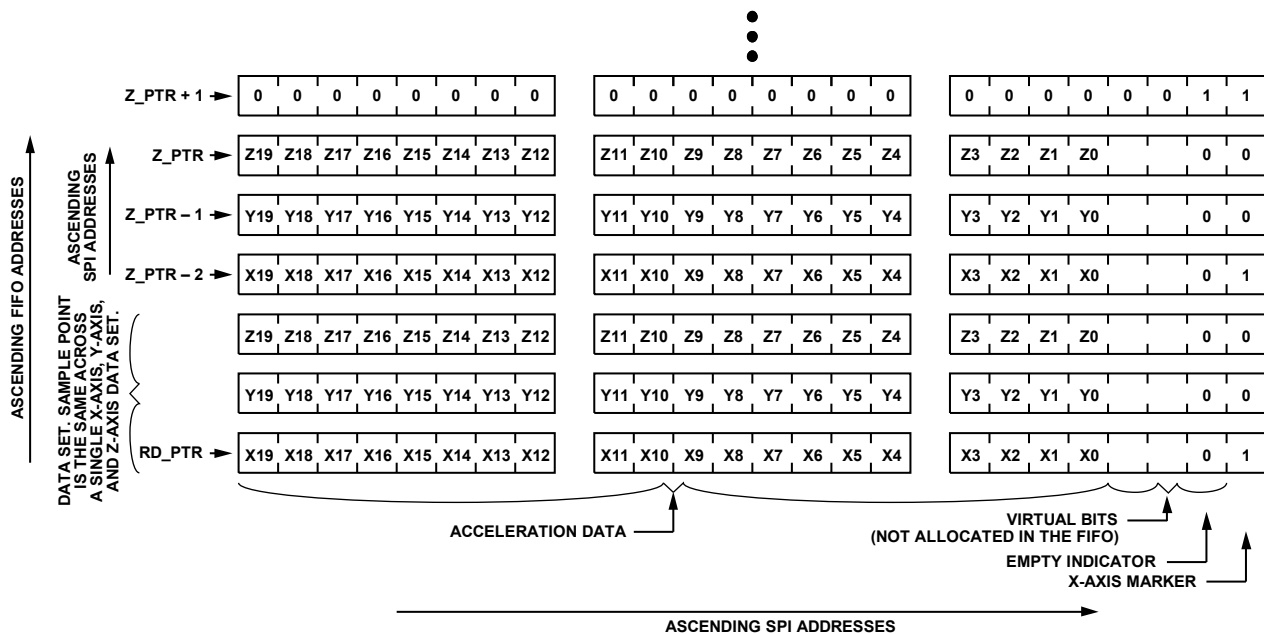 Z_PTR + 1 0 0 0 0 0 0 0 0 0 0 0 0 0 0 0 0 0 0 0 0 0 0 1 1
Z_PTR Z19 Z18 Z17 Z16 Z15 Z14 Z13 Z12 Z11 Z10 Z9 Z8 Z7 Z6 Z5 Z4 Z3 Z2 Z1 Z0 0 0
Z_PTR – 1 Y19 Y18 Y17 Y16 Y15 Y14 Y13 Y12 Y11 Y10 Y9 Y8 Y7 Y6 Y5 Y4 Y3 Y2 Y1 Y0 0 0
Z_PTR – 2 X19 X18 X17 X16 X15 X14 X13 X12 X11 X10 X9 X8 X7 X6 X5 X4 X3 X2 X1 X0 0 1
Z19 Z18 Z17 Z16 Z15 Z14 Z13 Z12 Z11 Z10 Z9 Z8 Z7 Z6 Z5 Z4 Z3 Z2 Z1 Z0 0 0
Y19 Y18 Y17 Y16 Y15 Y14 Y13 Y12 Y11 Y10 Y9 Y8 Y7 Y6 Y5 Y4 Y3 Y2 Y1 Y0 0 0
RD_PTR X19 X18 X17 X16 X15 X14 X13 X12 X11 X10 X9 X8 X7 X6 X5 X4 X3 X2 X1 X0 0 1
ASCENDING FIFO ADDRESSES
ASCENDING
SPI ADDRESSES
DATA SET. SAMPLE POINT
IS THE SAME ACROSS
A SINGLE X-AXIS, Y-AXIS,
AND Z-AXIS DATA SET.
ACCELERATION DATA
VIRTUAL BITS
(NOT ALLOCATED IN THE FIFO)
EMPTY INDICATOR
X-AXIS MARKER
ASCENDING SPI ADDRESSES